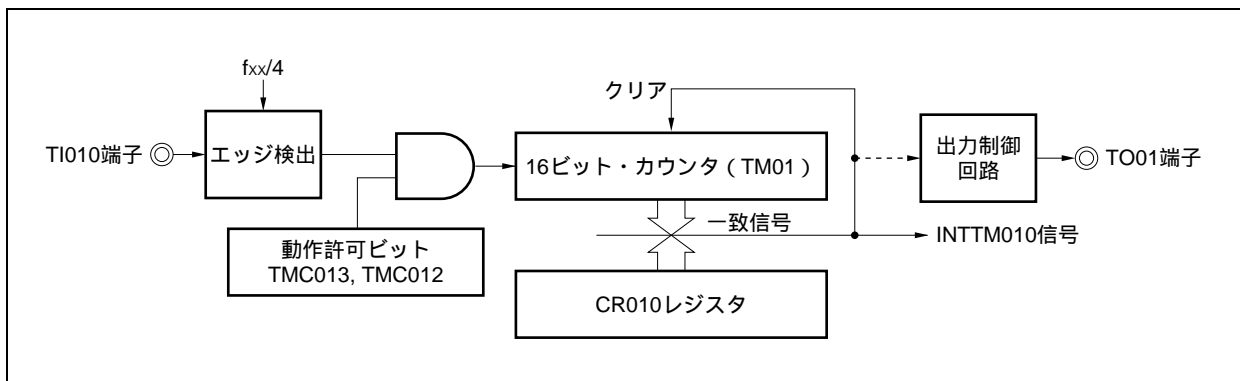 fxx/4
クリア
TI010端子
エッジ検出
16ビット・カウンタ（TM01）
出力制御
回路
TO01端子
一致信号
INTTM010信号
動作許可ビット
TMC013, TMC012
CR010レジスタ